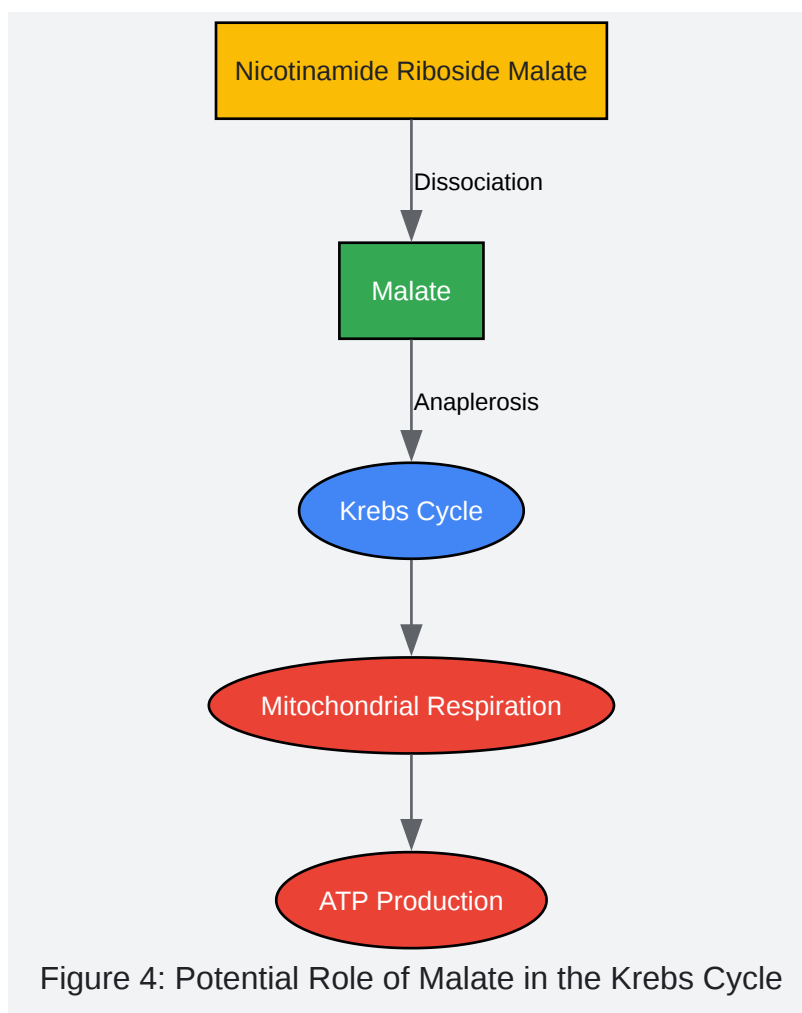 Nicotinamide Riboside Malate
Dissociation
Malate
Anaplerosis
Krebs Cycle
Mitochondrial Respiration
ATP Production
Figure 4: Potential Role of Malate in the Krebs Cycle